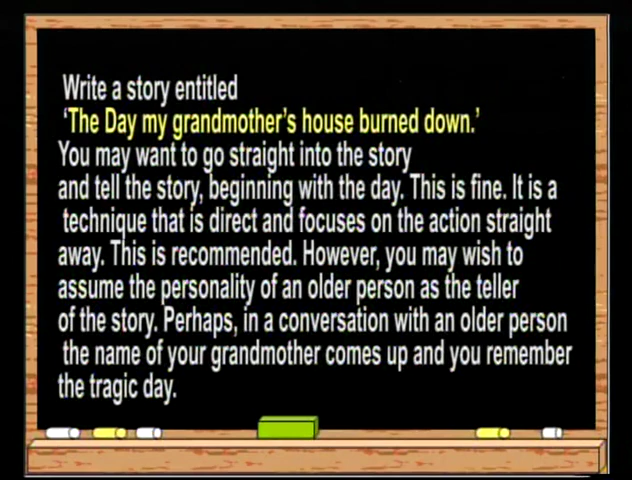 Write a story entitled
‘The Day my grandmother’s house burned down.’
You may want to go straight into the story
and tell the story, beginning with the day. This is fine. It is a
technique that is direct and focuses on the action straight
away. This is recommended. However, you may wish to
assume the personality of an older person as the teller
of the story. Perhaps, in a conversation with an older person
the name of your grandmother comes up and you remember
the tragic day.